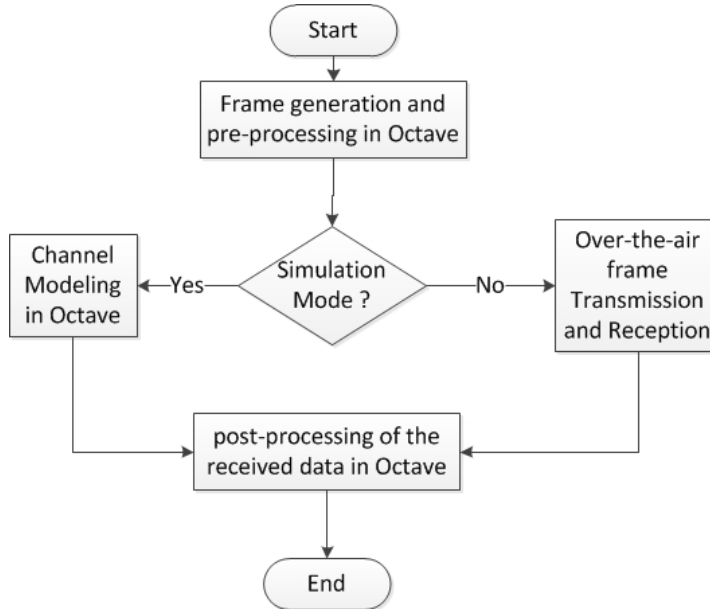 Start
Frame generation and
pre-processing in Octave
Simulation
Mode ?
Yes
No
Channel
Modeling
in Octave
Over-the-air
frame
Transmission
and Reception
post-processing of the
received data in Octave
End